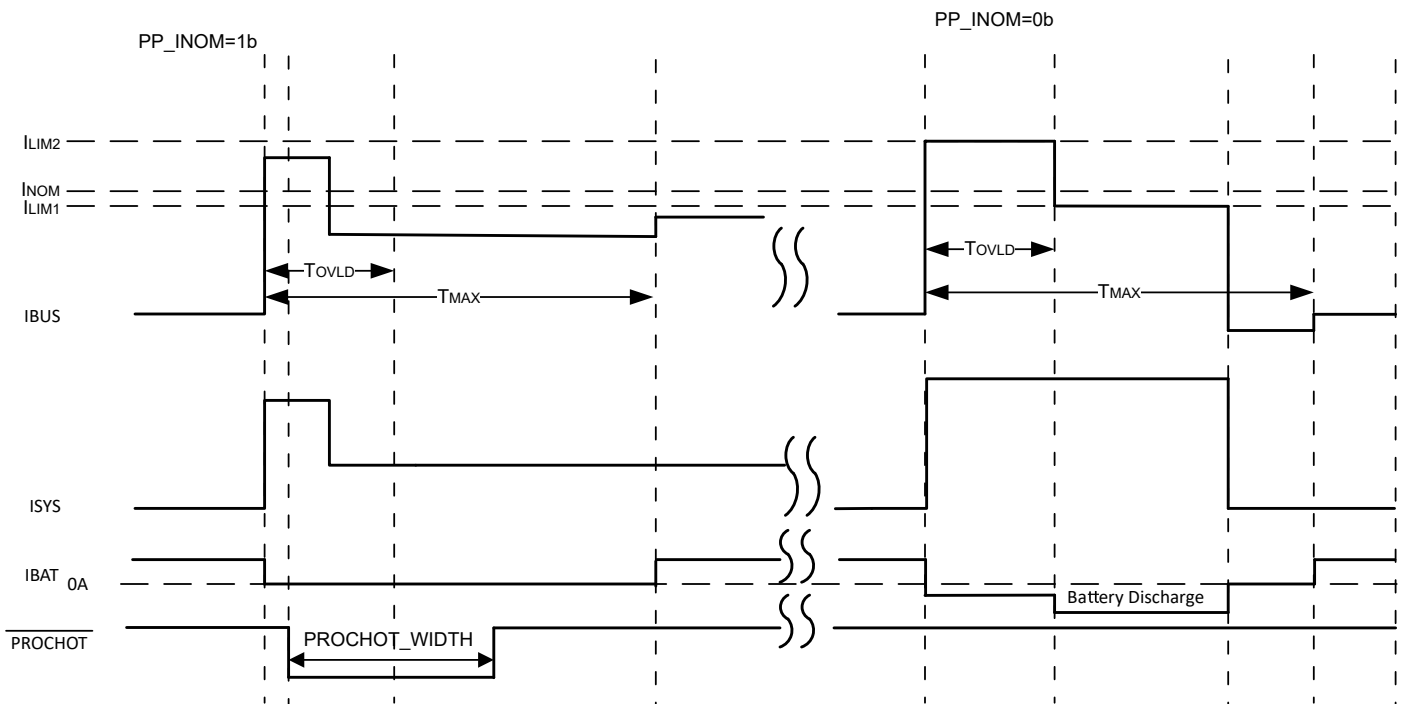 PP_INOM=1b
PP_INOM=0b
ILIM2
INOM
ILIM1
TOVLD
TOVLD
TMAX
TMAX
IBUS
ISYS
IBAT 0A
Battery Discharge
PROCHOT
PROCHOT_WIDTH